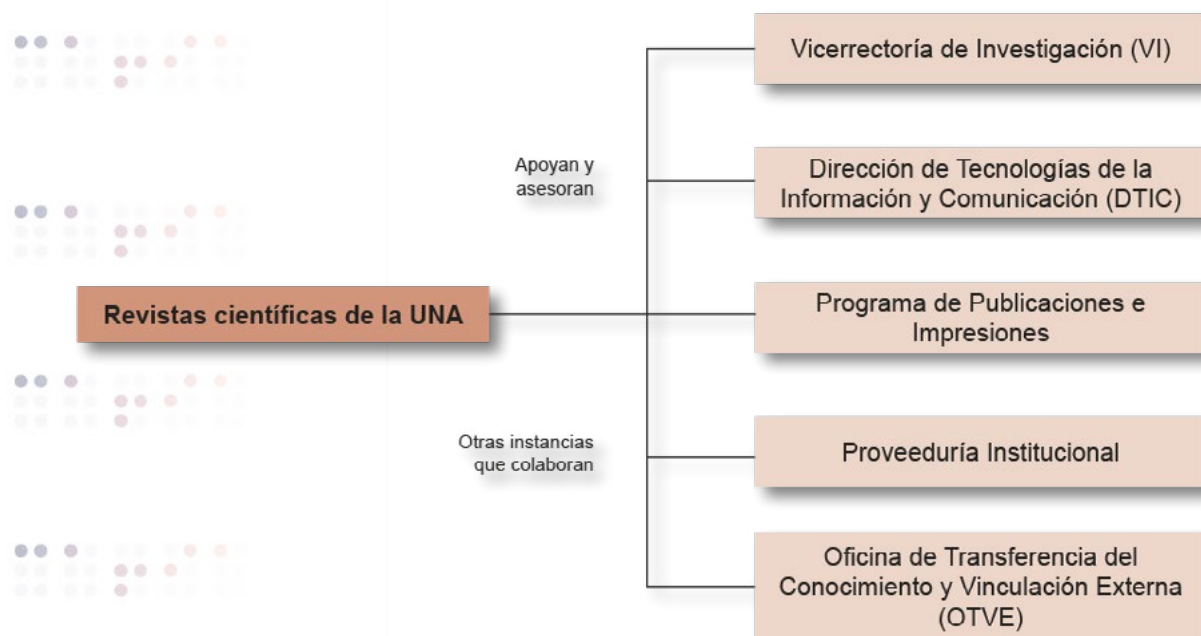 Vicerrectoría de Investigación (VI)
Apoyan y
asesoran
Dirección de Tecnologías de la
Información y Comunicación (DTIC)
Revistas científicas de la UNA
Programa de Publicaciones e
Impresiones
Otras instancias
que colaboran
Proveeduría Institucional
Oficina de Transferencia del
Conocimiento y Vinculación Externa
(OTVE)